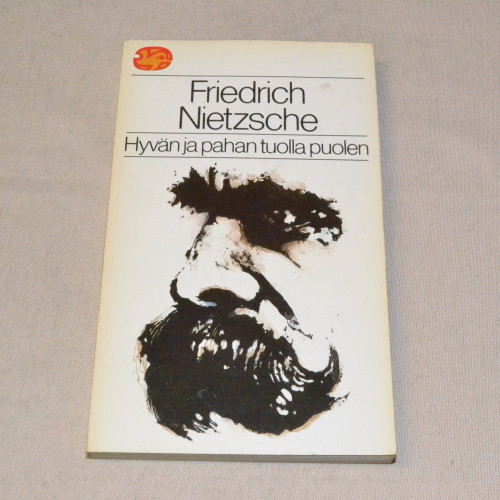 Friedrich
Nietzsche
Hyvän ja pahan tuolla puolen